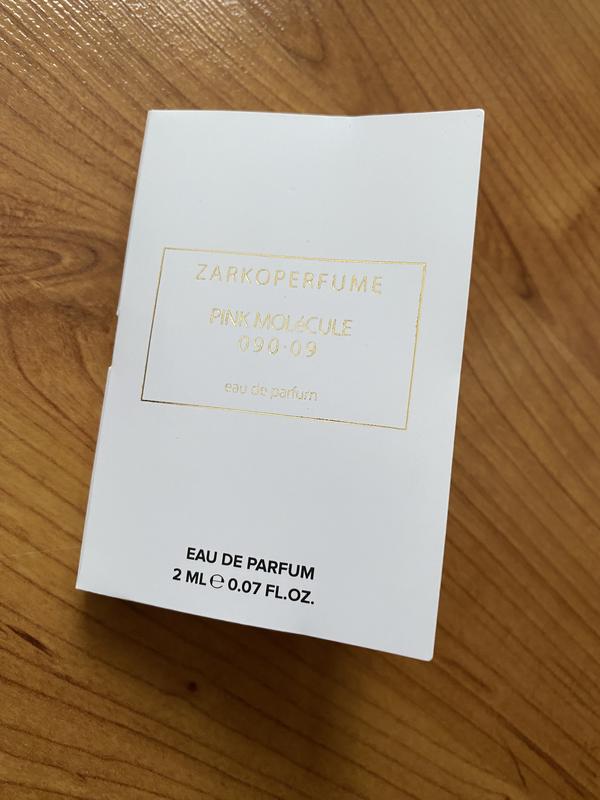 ZARKOPERFUME
PINK MOLéCULE
090·09
eau de parfum
EAU DE PARFUM
2 ML ℮ 0.07 FL.OZ.